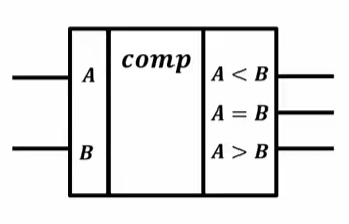 comp
A
A < B
A = B
B
A > B